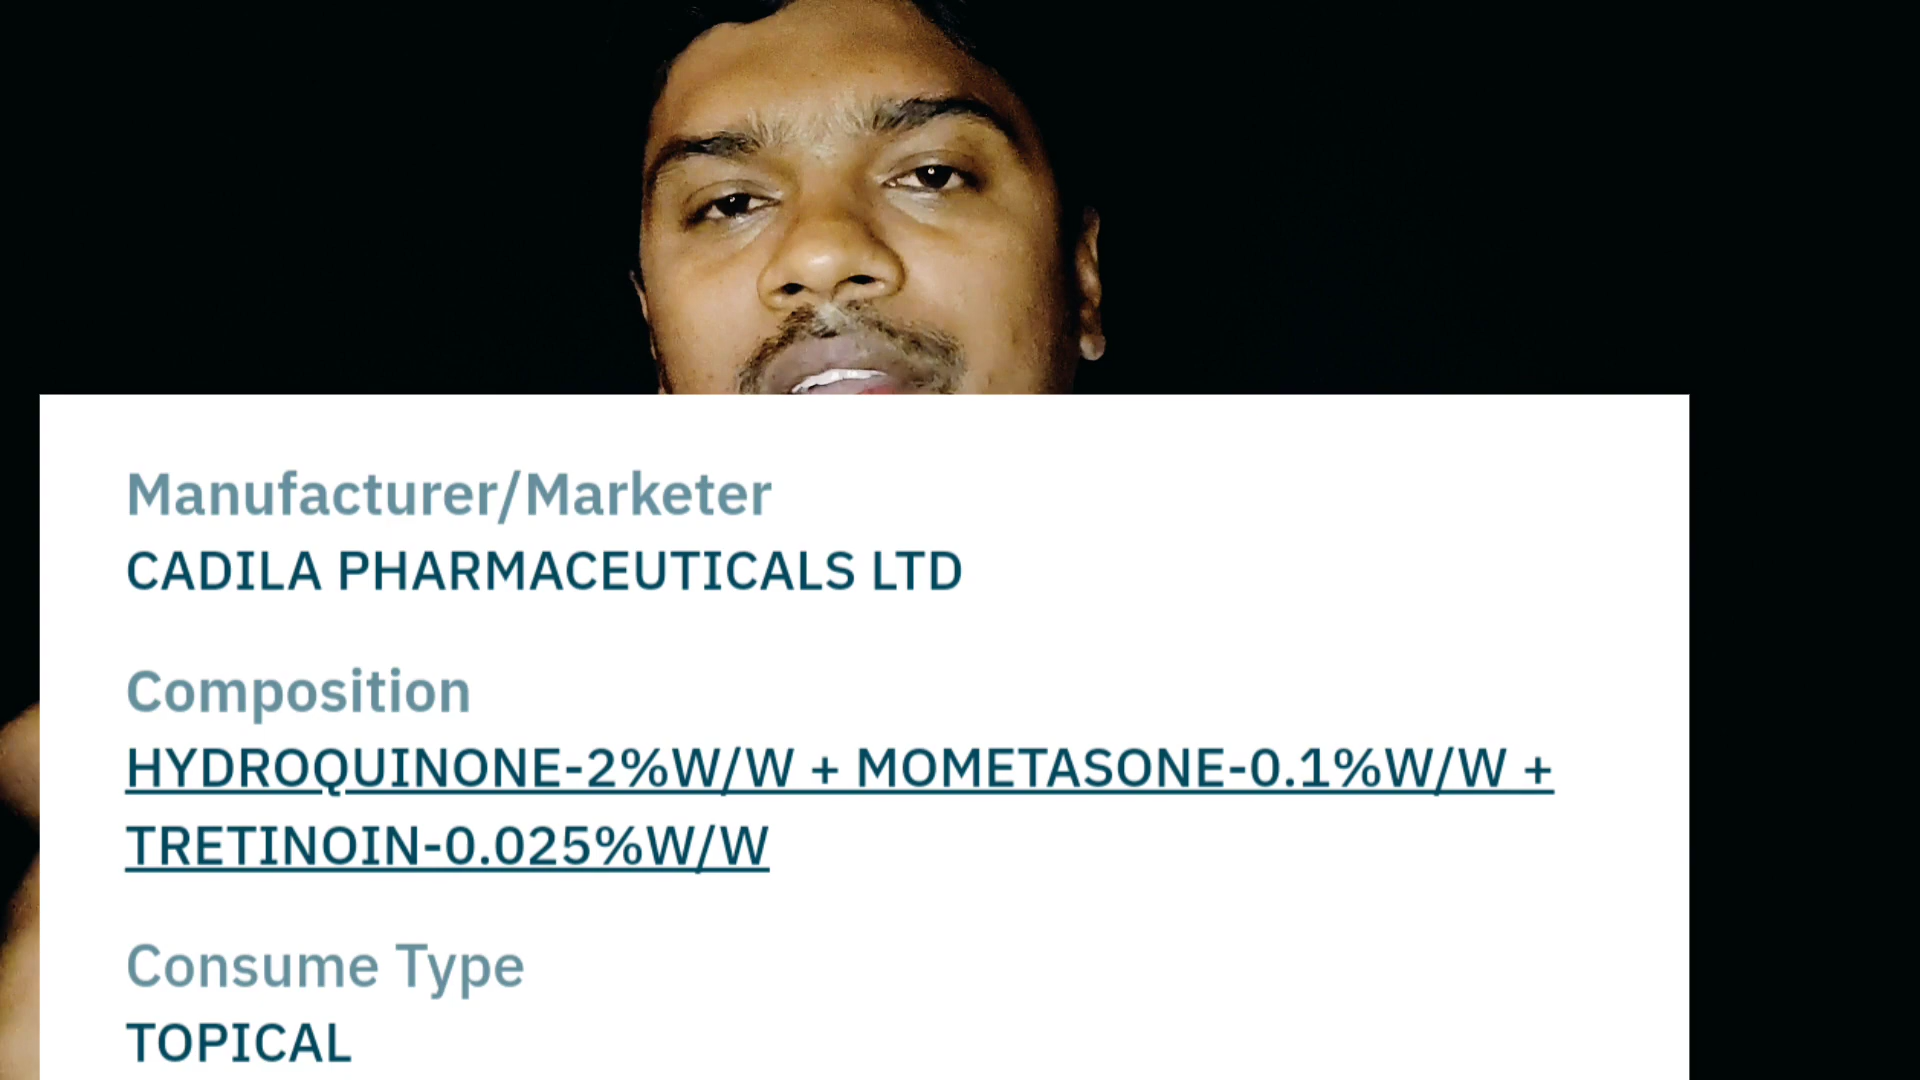 Manufacturer/Marketer
CADILA PHARMACEUTICALS LTD
Composition
HYDROQUINONE-2%W/W + MOMETASONE-0.1%W/W +
TRETINOIN-0.025%W/W
Consume Type
TOPICAL